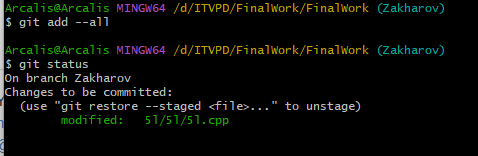 Arcalis@Arcalis MINGW64 /d/ITVPD/FinalWork/FinalWork (Zakharov)
$ git add --all
Arcalis@Arcalis MINGW64 /d/ITVPD/FinalWork/FinalWork (Zakharov)
$ git status
On branch Zakharov
Changes to be committed:
  (use "git restore --staged <file>..." to unstage)
        modified:   5l/5l/5l.cpp